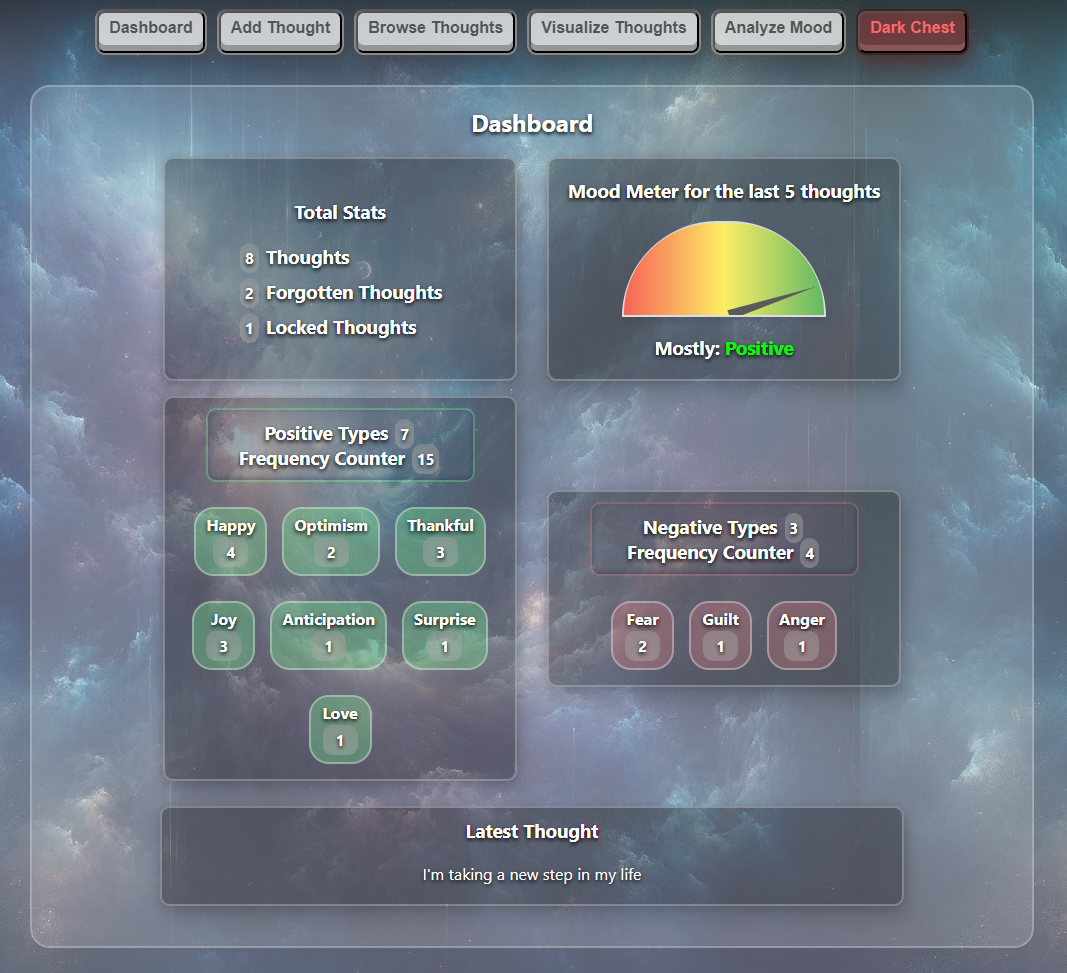 Dashboard
Add Thought
Browse Thoughts
Visualize Thoughts
Analyze Mood
Dark Chest
Dashboard
Total Stats
8 Thoughts
2 Forgotten Thoughts
1 Locked Thoughts
Mood Meter for the last 5 thoughts
Mostly: Positive
Positive Types 7
Frequency Counter 15
Happy
4
Optimism
2
Thankful
3
Joy
3
Anticipation
1
Surprise
1
Love
1
Negative Types 3
Frequency Counter 4
Fear
2
Guilt
1
Anger
1
Latest Thought
I'm taking a new step in my life